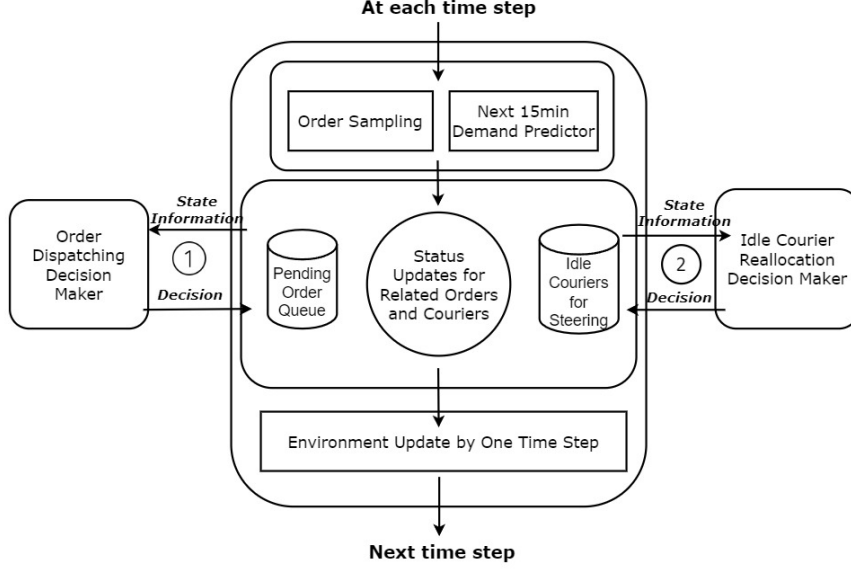 At each time step
Order Sampling
Next 15min
Demand Predictor
State
Information
1
Decision
Order
Dispatching
Decision
Maker
Pending
Order
Queue
Status
Updates for
Related Orders
and Couriers
Idle
Couriers
for
Steering
State
Information
2
Decision
Idle Courier
Reallocation
Decision Maker
Environment Update by One Time Step
Next time step